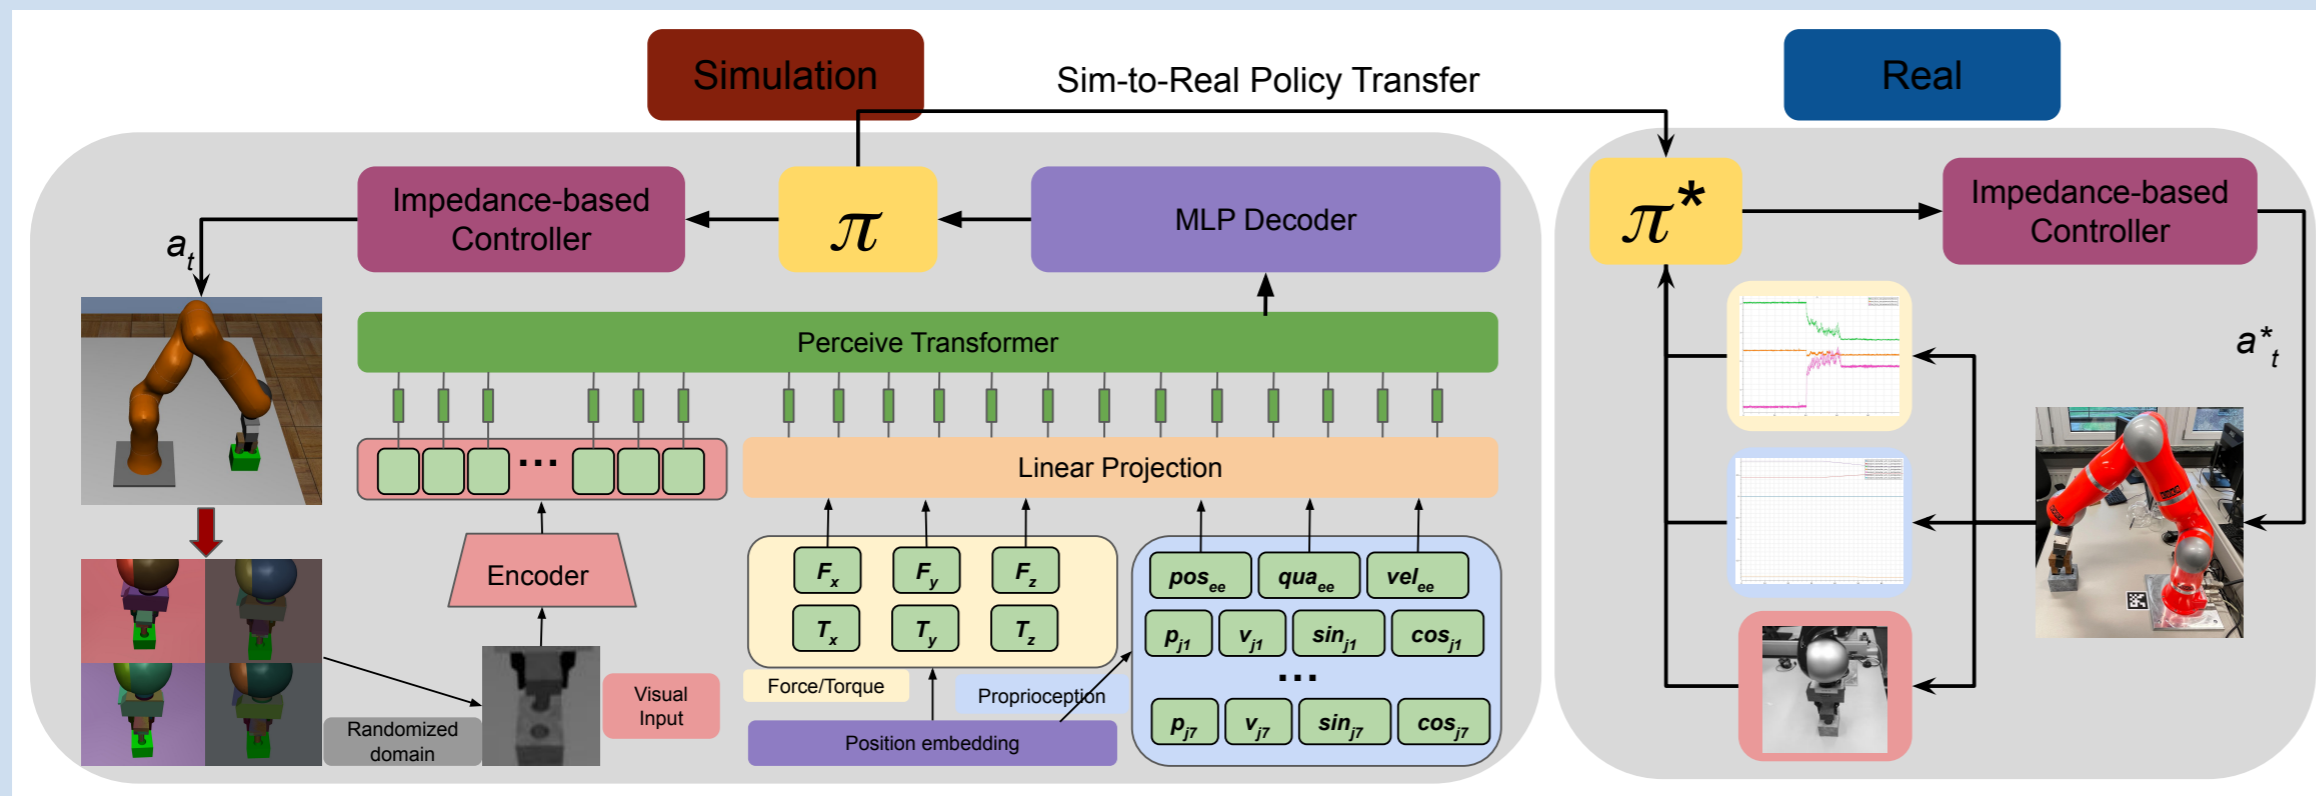 Simulation
Sim-to-Real Policy Transfer
Real
Impedance-based
Controller
π
MLP Decoder
π*
Impedance-based
Controller
a_t
a*_t
Perceive Transformer
...
Linear Projection
Encoder
F_x F_y F_z
T_x T_y T_z
pos_ee qua_ee vel_ee
p_j1 v_j1 sin_j1 cos_j1
...
p_j7 v_j7 sin_j7 cos_j7
Visual
Input
Force/Torque
Proprioception
Randomized
domain
Position embedding